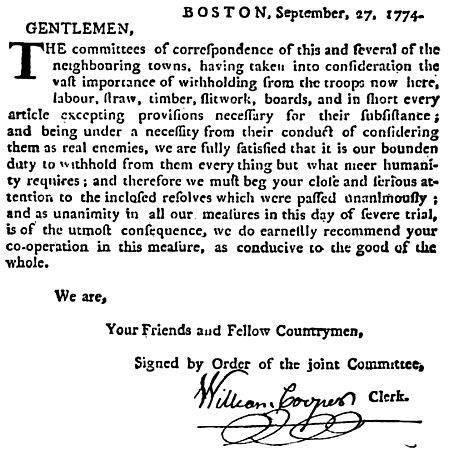 BOSTON, September, 27, 1774.
GENTLEMEN,
THE committees of correſpondence of this and ſeveral of the
neighbouring towns, having taken into conſideration the
vaſt importance of withholding from the troops now here,
labour, ſtraw, timber, ſlitwork, boards, and in ſhort every
article excepting proviſions neceſſary for their ſubſiſtance;
and being under a neceſſity from their conduct of conſidering
them as real enemies, we are fully ſatisfied that it is our bounden
duty to withhold from them every thing but what meer humani-
ty requires; and therefore we muſt beg your cloſe and ſerious at-
tention to the incloſed reſolves which were paſſed unanimouſly;
and as unanimity in all our meaſures in this day of ſevere trial,
is of the utmoſt conſequence, we do earneſtly recommend your
co-operation in this meaſure, as conducive to the good of the
whole.
We are,
Your Friends and Fellow Countrymen,
Signed by Order of the joint Committee,
William Cooper Clerk.